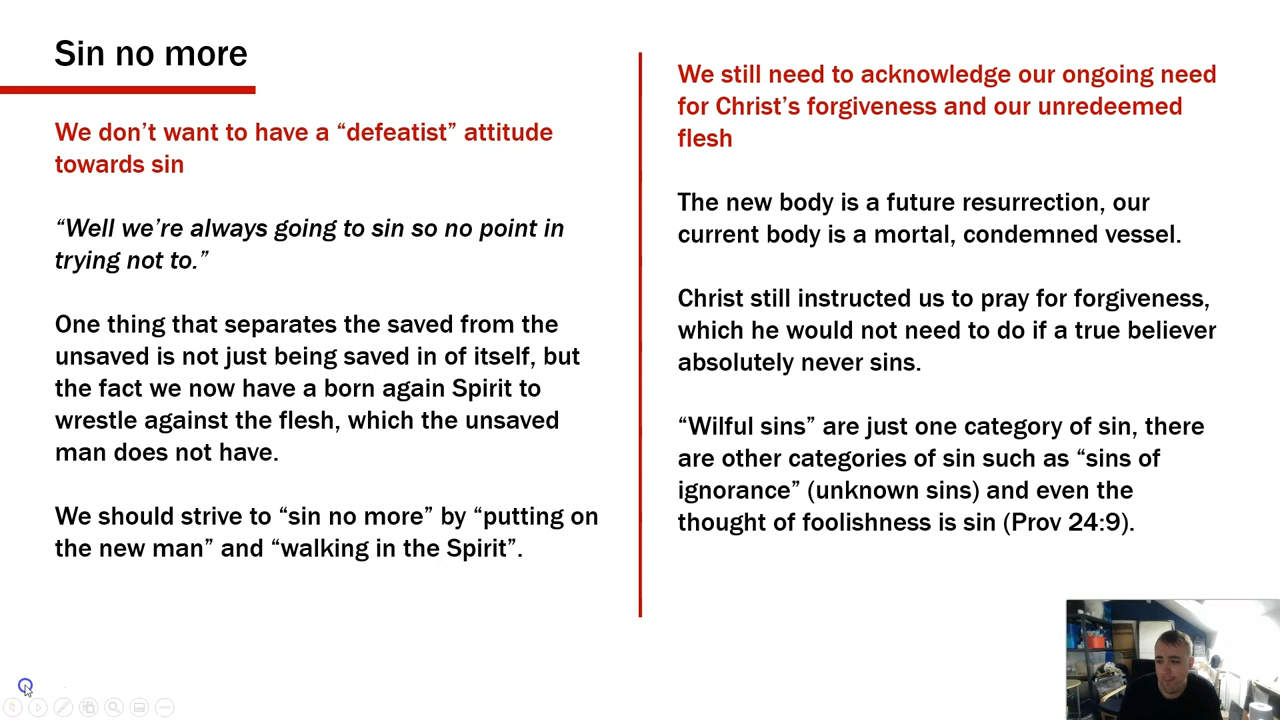 Sin no more
We don’t want to have a “defeatist” attitude
towards sin
“Well we’re always going to sin so no point in
trying not to.”
One thing that separates the saved from the
unsaved is not just being saved in of itself, but
the fact we now have a born again Spirit to
wrestle against the flesh, which the unsaved
man does not have.
We should strive to “sin no more” by “putting on
the new man” and “walking in the Spirit”.
We still need to acknowledge our ongoing need
for Christ’s forgiveness and our unredeemed
flesh
The new body is a future resurrection, our
current body is a mortal, condemned vessel.
Christ still instructed us to pray for forgiveness,
which he would not need to do if a true believer
absolutely never sins.
“Wilful sins” are just one category of sin, there
are other categories of sin such as “sins of
ignorance” (unknown sins) and even the
thought of foolishness is sin (Prov 24:9).